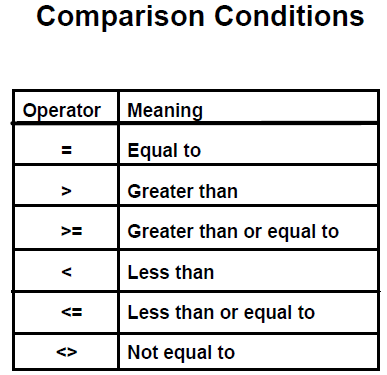 Comparison Conditions
Operator Meaning
= Equal to
> Greater than
>= Greater than or equal to
< Less than
<= Less than or equal to
<> Not equal to